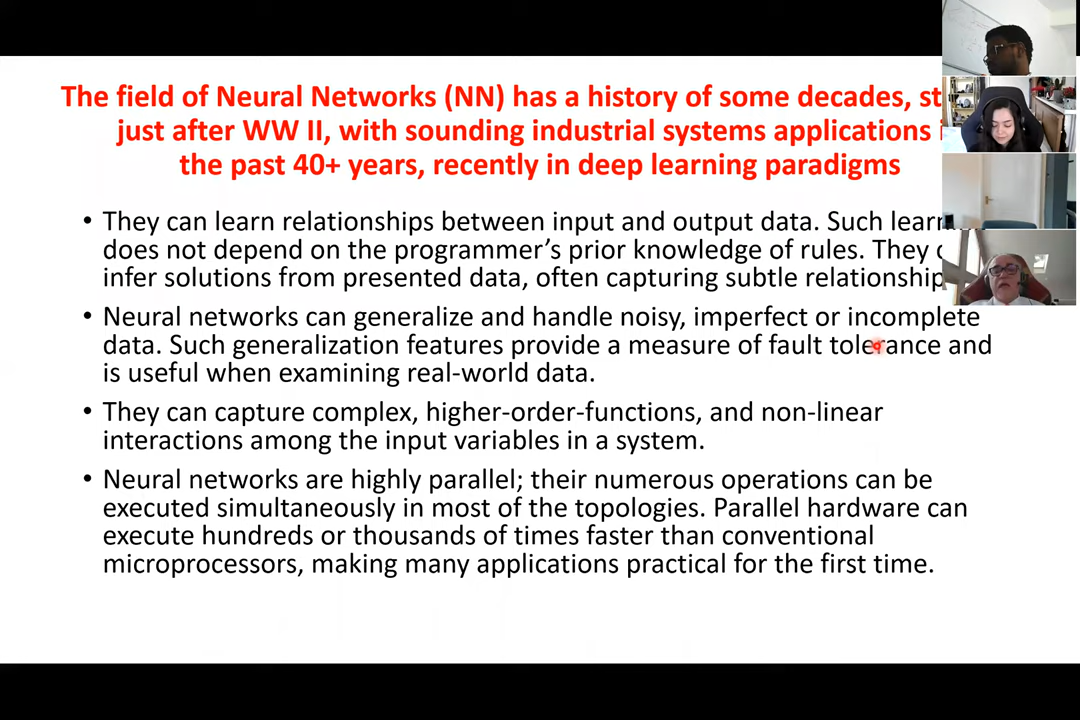 The field of Neural Networks (NN) has a history of some decades,
just after WW II, with sounding industrial systems applications
the past 40+ years, recently in deep learning paradigms
• They can learn relationships between input and output data. Such
does not depend on the programmer’s prior knowledge of rules. They
infer solutions from presented data, often capturing subtle
• Neural networks can generalize and handle noisy, imperfect or incomplete
data. Such generalization features provide a measure of fault tolerance and
is useful when examining real-world data.
• They can capture complex, higher-order-functions, and non-linear
interactions among the input variables in a system.
• Neural networks are highly parallel; their numerous operations can be
executed simultaneously in most of the topologies. Parallel hardware can
execute hundreds or thousands of times faster than conventional
microprocessors, making many applications practical for the first time.